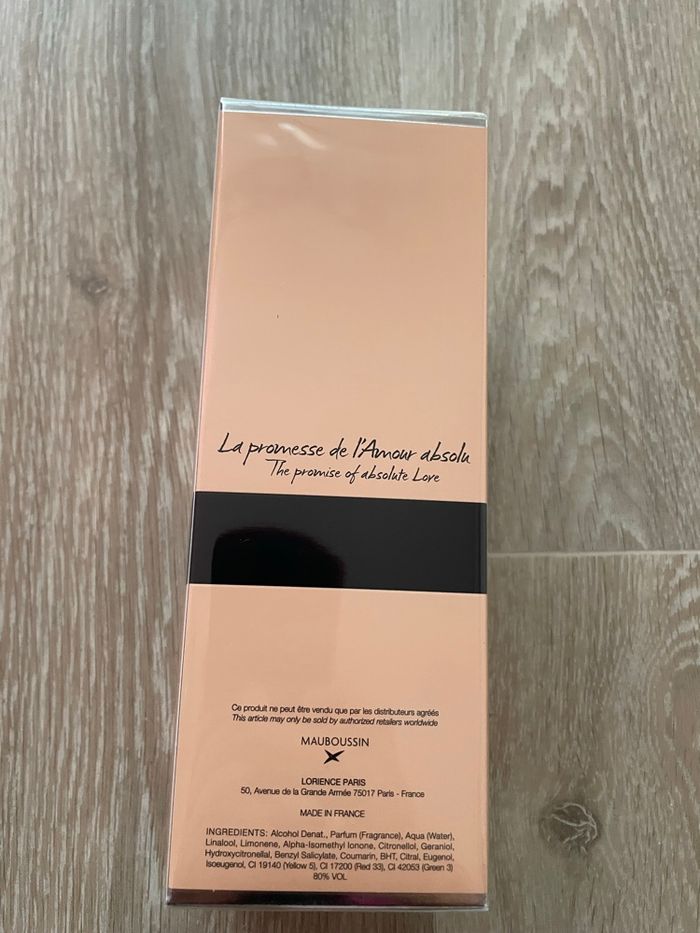 La promesse de l'Amour absolu
The promise of absolute Love
Ce produit ne peut être vendu que par les distributeurs agréés
This article may only be sold by authorized retailers worldwide
MAUBOUSSIN
LORIENCE PARIS
50, Avenue de la Grande Armée 75017 Paris - France
MADE IN FRANCE
INGREDIENTS: Alcohol Denat., Parfum (Fragrance), Aqua (Water),
Linalool, Limonene, Alpha-Isomethyl Ionone, Citronellol, Geraniol,
Hydroxycitronellal, Benzyl Salicylate, Coumarin, BHT, Citral, Eugenol,
Isoeugenol, CI 19140 (Yellow 5), CI 17200 (Red 33), CI 42053 (Green 3)
80% VOL